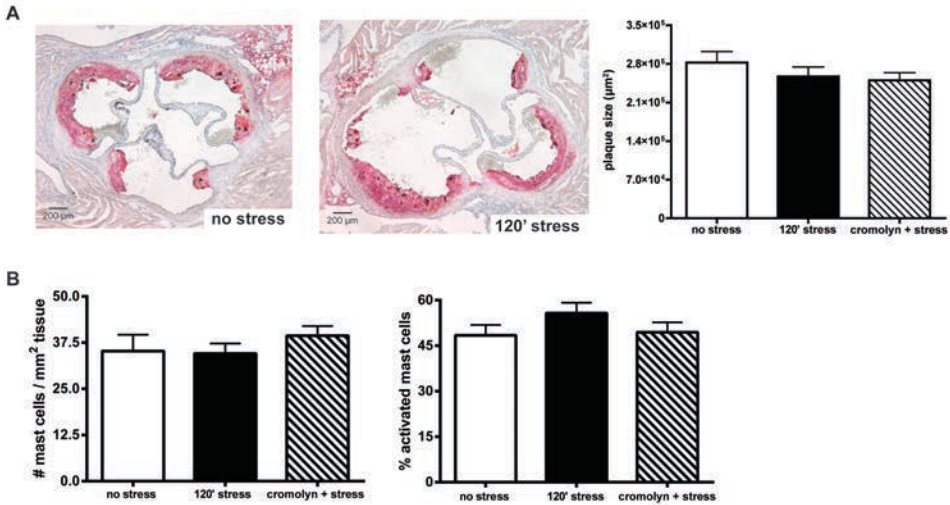 A
200 µm
no stress
200 µm
120' stress
plaque size (µm²)
3.5×10⁵
2.8×10⁵
2.1×10⁵
1.4×10⁵
7.0×10⁴
0
no stress
120' stress
cromolyn + stress
B
# mast cells / mm² tissue
50.0
37.5
25.0
12.5
0.0
no stress
120' stress
cromolyn + stress
% activated mast cells
60
45
30
15
0
no stress
120' stress
cromolyn + stress